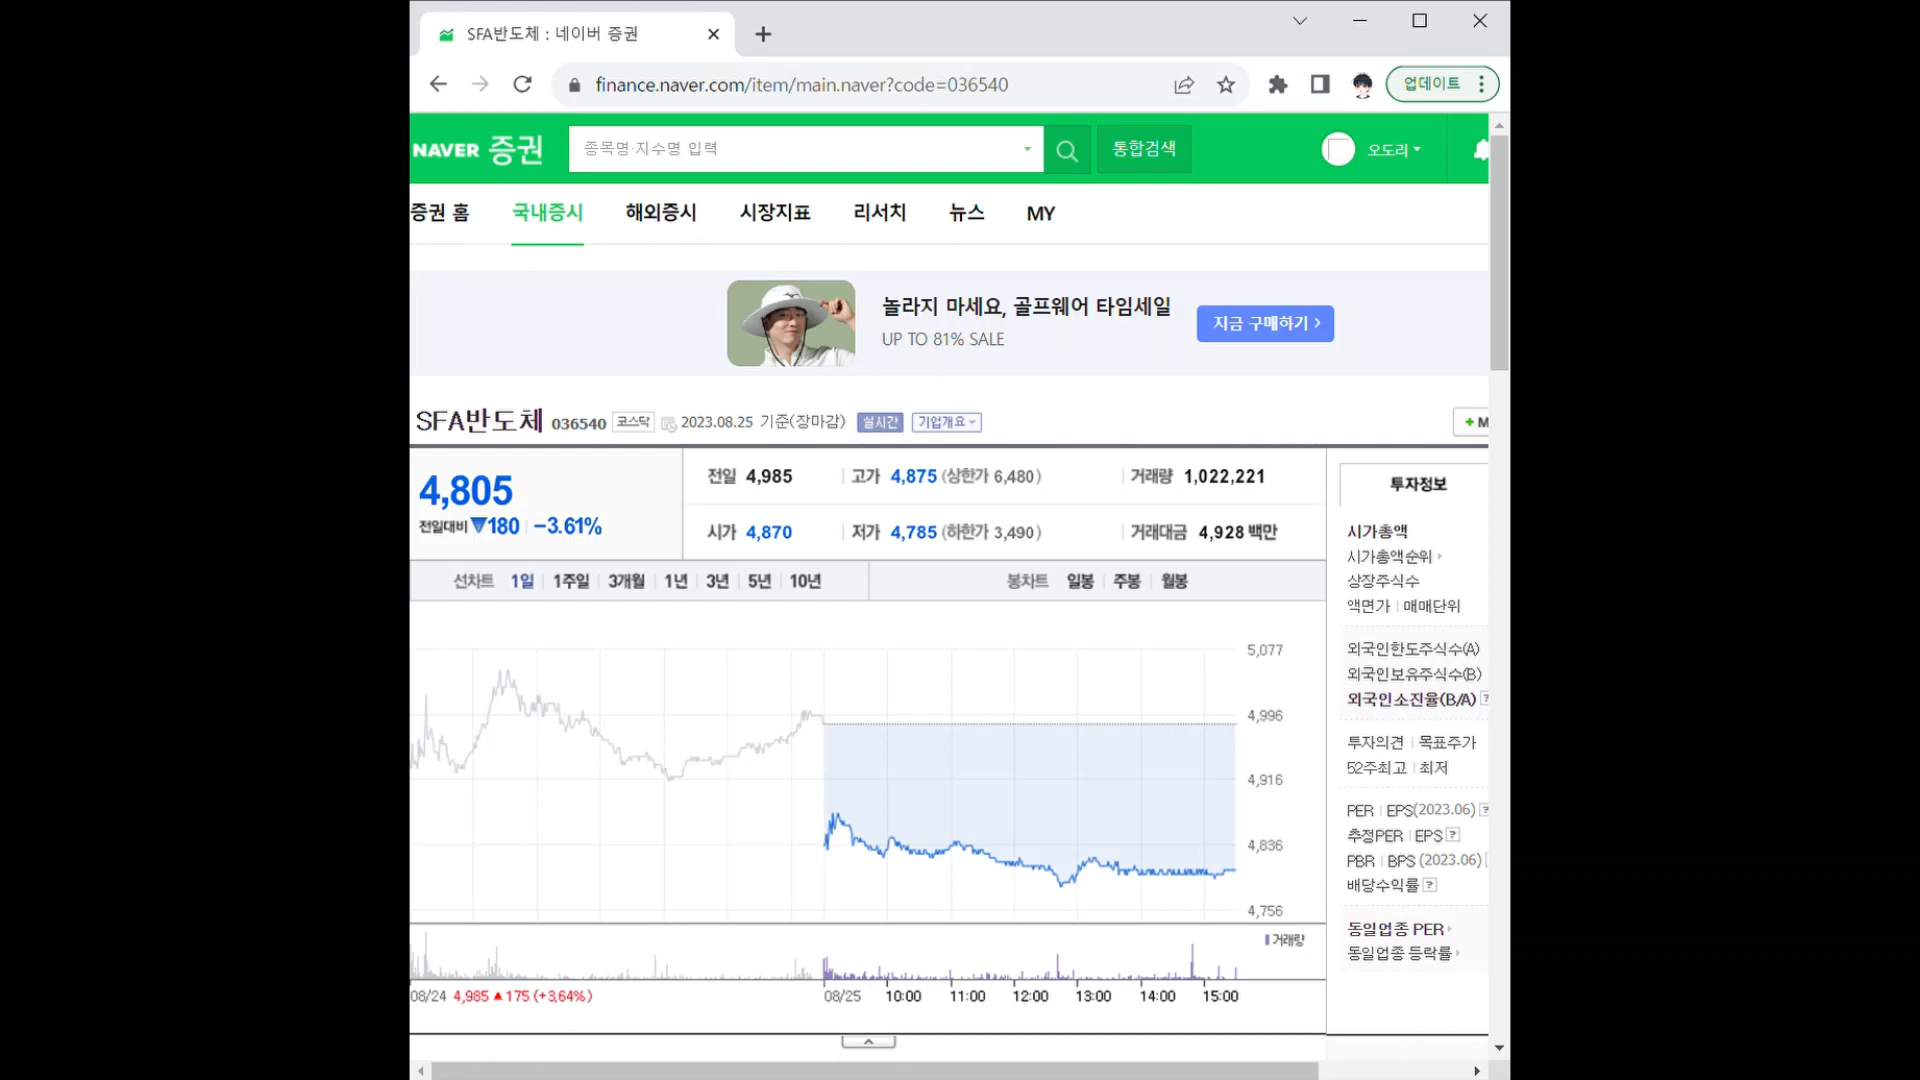 SFA반도체 : 네이버 증권
finance.naver.com/item/main.naver?code=036540
업데이트
NAVER 증권
종목명·지수명 입력
통합검색
오도리
증권 홈 국내증시 해외증시 시장지표 리서치 뉴스 MY
놀라지 마세요, 골프웨어 타임세일
UP TO 81% SALE
지금 구매하기
SFA반도체 036540 코스닥 2023.08.25 기준(장마감) 실시간 기업개요
+ M
4,805
전일대비 ▼180 | -3.61%
전일 4,985 고가 4,875 (상한가 6,480) 거래량 1,022,221
시가 4,870 저가 4,785 (하한가 3,490) 거래대금 4,928 백만
선차트 1일 1주일 3개월 1년 3년 5년 10년 봉차트 일봉 주봉 월봉
5,077
4,996
4,916
4,836
4,756
거래량
08/24 4,985 ▲ 175 (+3.64%) 08/25 10:00 11:00 12:00 13:00 14:00 15:00
투자정보
시가총액
시가총액순위
상장주식수
액면가 | 매매단위
외국인한도주식수(A)
외국인보유주식수(B)
외국인소진율(B/A) ?
투자의견 | 목표주가
52주최고 | 최저
PER | EPS(2023.06) ?
추정PER | EPS ?
PBR | BPS (2023.06)
배당수익률 ?
동일업종 PER
동일업종 등락률